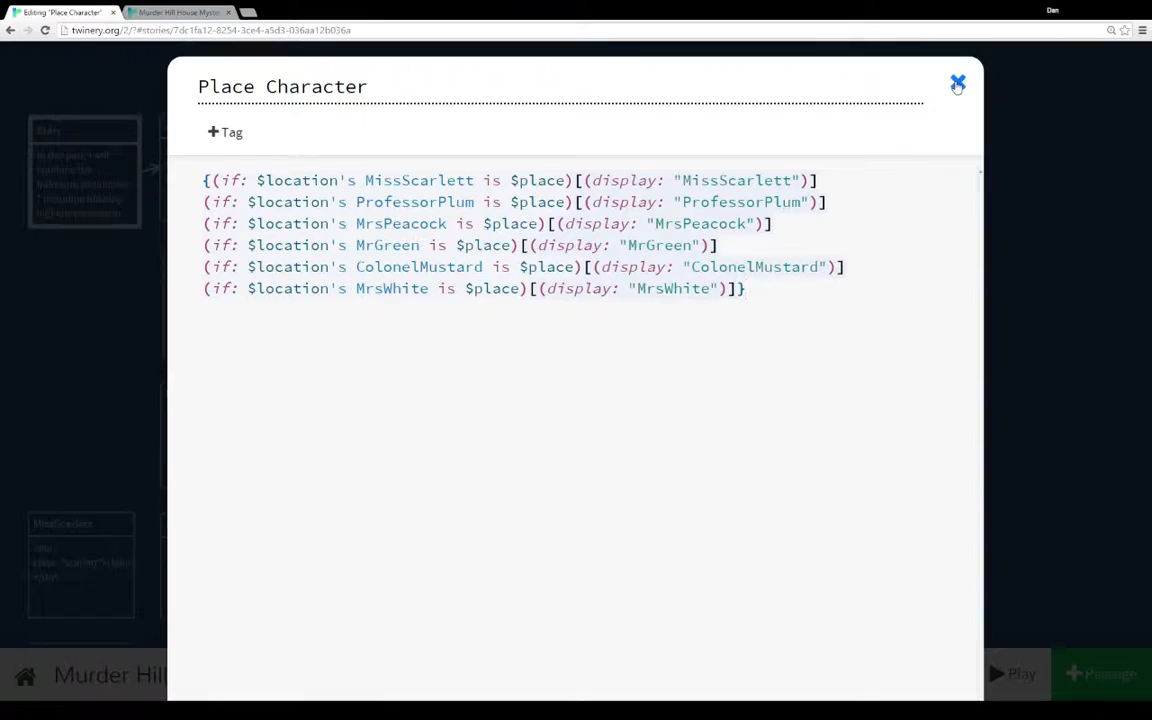 Editing "Place Character"
Murder Hill House Myste
Dan
twinery.org/2/?#stories/7dc1fa12-8254-3ce4-a5d3-036aa12b036a
Place Character
+Tag
{(if: $location's MissScarlett is $place)[(display: "MissScarlett")]
(if: $location's ProfessorPlum is $place)[(display: "ProfessorPlum")]
(if: $location's MrsPeacock is $place)[(display: "MrsPeacock")]
(if: $location's MrGreen is $place)[(display: "MrGreen")]
(if: $location's ColonelMustard is $place)[(display: "ColonelMustard")]
(if: $location's MrsWhite is $place)[(display: "MrsWhite")]}
MissScarlett
Murder Hill
Play
+Passage